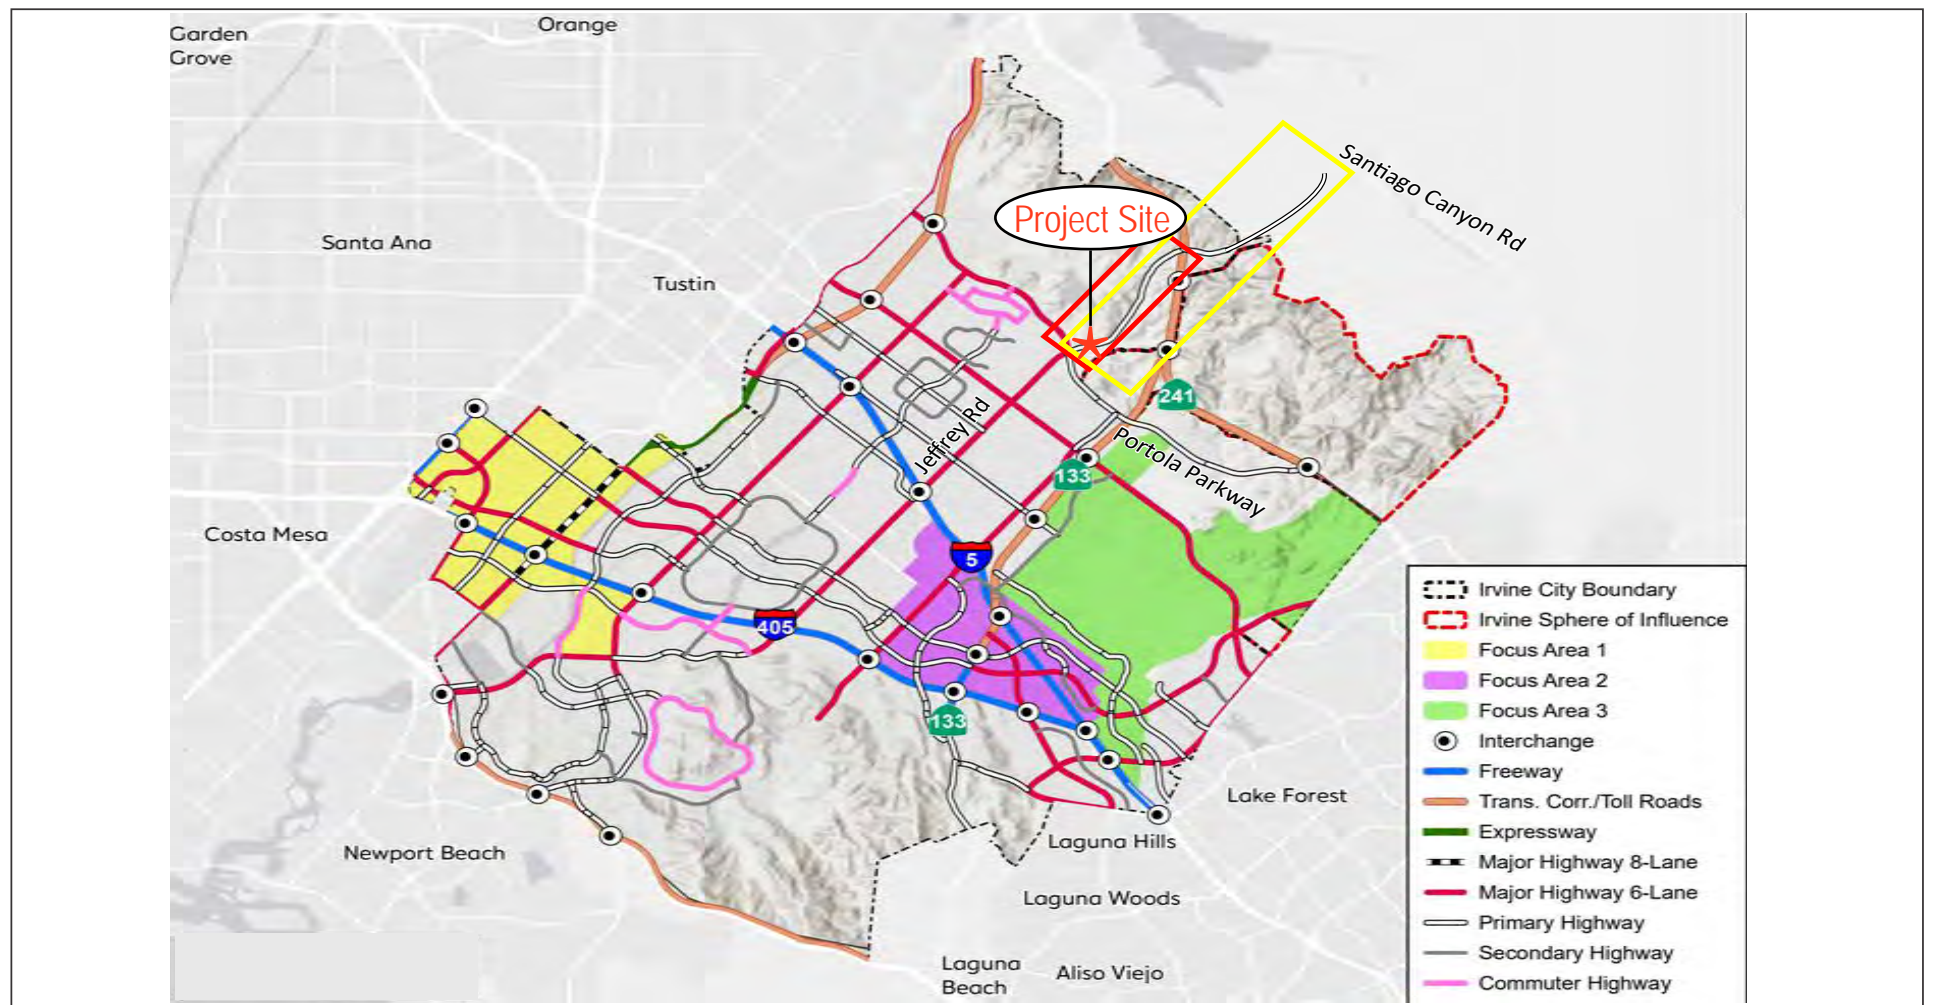 Garden
Grove
Orange
Santiago Canyon Rd
Project Site
Santa Ana
Tustin
241
Jeffrey Rd
Portola Parkway
133
Costa Mesa
5
405
133
Newport Beach
Lake Forest
Laguna Hills
Laguna Woods
Laguna
Beach
Aliso Viejo
Irvine City Boundary
Irvine Sphere of Influence
Focus Area 1
Focus Area 2
Focus Area 3
Interchange
Freeway
Trans. Corr./Toll Roads
Expressway
Major Highway 8-Lane
Major Highway 6-Lane
Primary Highway
Secondary Highway
Commuter Highway